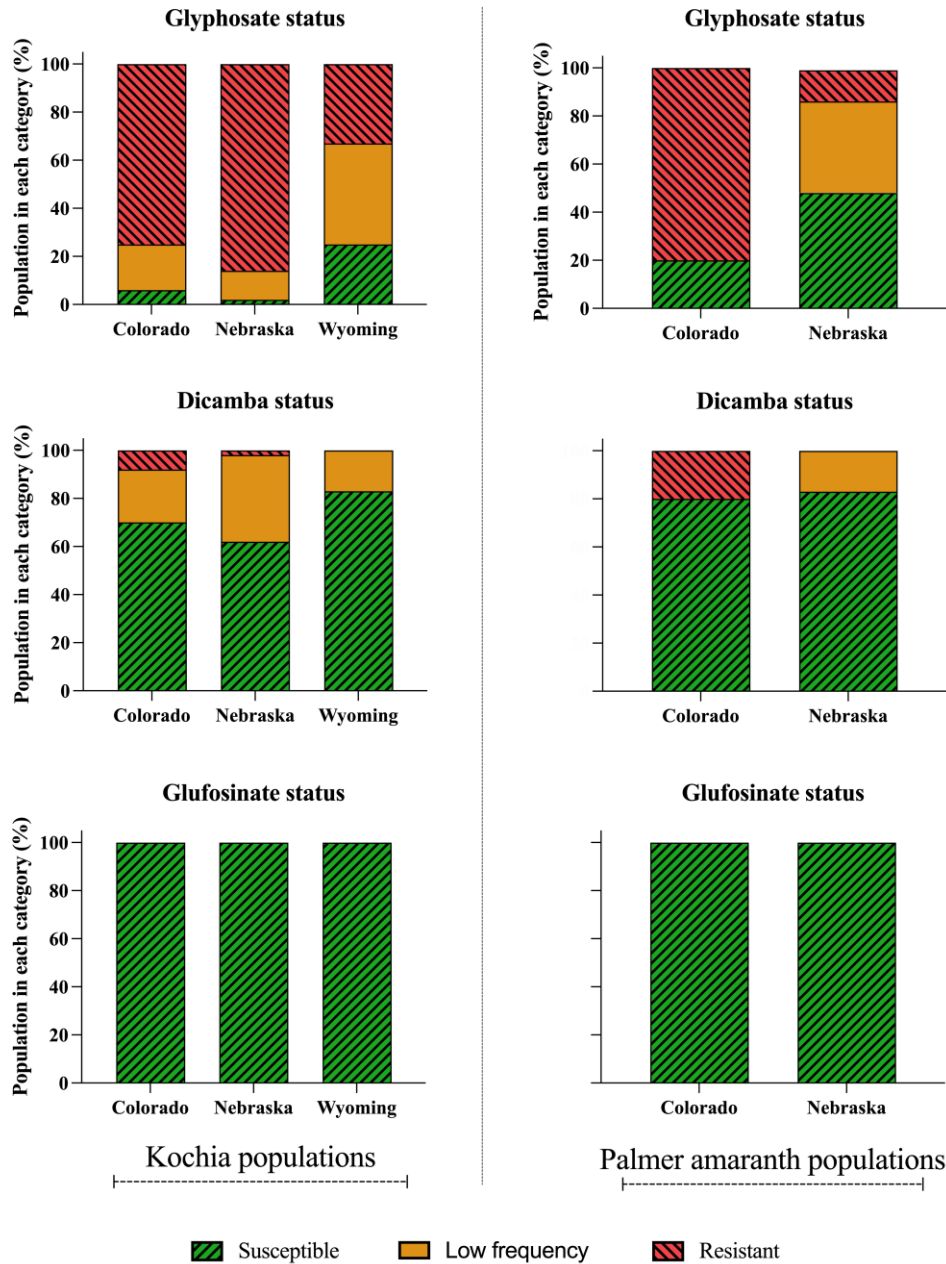 Glyphosate status
Population in each category (%)
100
80
60
40
20
0
Colorado Nebraska Wyoming
Glyphosate status
Population in each category (%)
100
80
60
40
20
0
Colorado Nebraska
Dicamba status
Population in each category (%)
100
80
60
40
20
0
Colorado Nebraska Wyoming
Dicamba status
Colorado Nebraska
Glufosinate status
Population in each category (%)
100
80
60
40
20
0
Colorado Nebraska Wyoming
Glufosinate status
Colorado Nebraska
Kochia populations
Palmer amaranth populations
Susceptible Low frequency Resistant